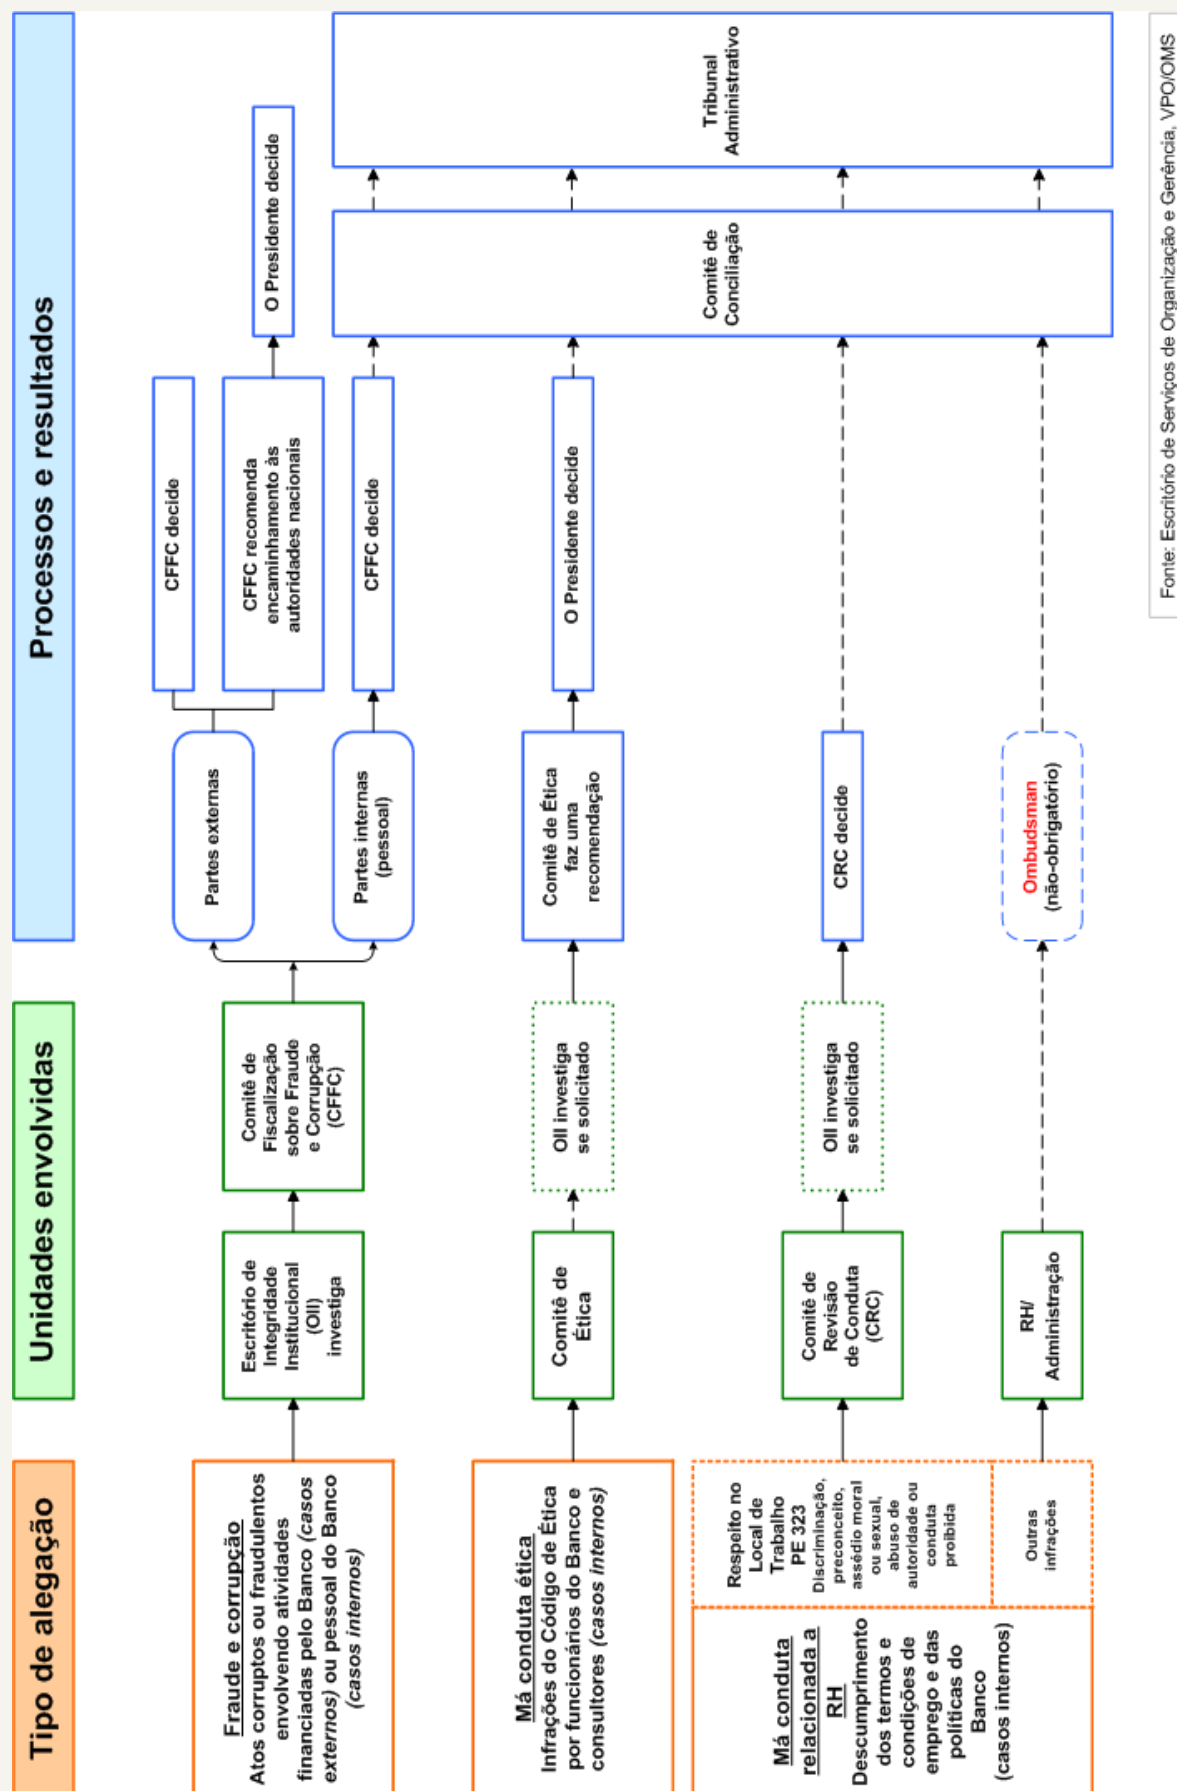 Tipo de alegação
Unidades envolvidas
Processos e resultados
Fraude e corrupção
Atos corruptos ou fraudulentos
envolvendo atividades
financiadas pelo Banco (casos
externos) ou pessoal do Banco
(casos internos)
Escritório de
Integridade
Institucional
(OII)
investiga
Comitê de
Fiscalização
sobre Fraude
e Corrupção
(CFFC)
Partes externas
CFFC decide
CFFC recomenda
encaminhamento às
autoridades nacionais
O Presidente decide
Partes internas
(pessoal)
CFFC decide
Má conduta ética
Infrações do Código de Ética
por funcionários do Banco e
consultores (casos internos)
Comitê de
Ética
OII investiga
se solicitado
Comitê de Ética
faz uma
recomendação
O Presidente decide
Má conduta
relacionada a
RH
Descumprimento
dos termos e
condições de
emprego e das
políticas do
Banco
(casos internos)
Respeito no
Local de
Trabalho
PE 323
Discriminação,
preconceito,
assédio moral
ou sexual,
abuso de
autoridade ou
conduta
proibida
Comitê de
Revisão
de Conduta
(CRC)
OII investiga
se solicitado
CRC decide
Outras
infrações
RH/
Administração
Ombudsman
(não-obrigatório)
Comitê de
Conciliação
Tribunal
Administrativo
Fonte: Escritório de Serviços de Organização e Gerência, VPO/OMS